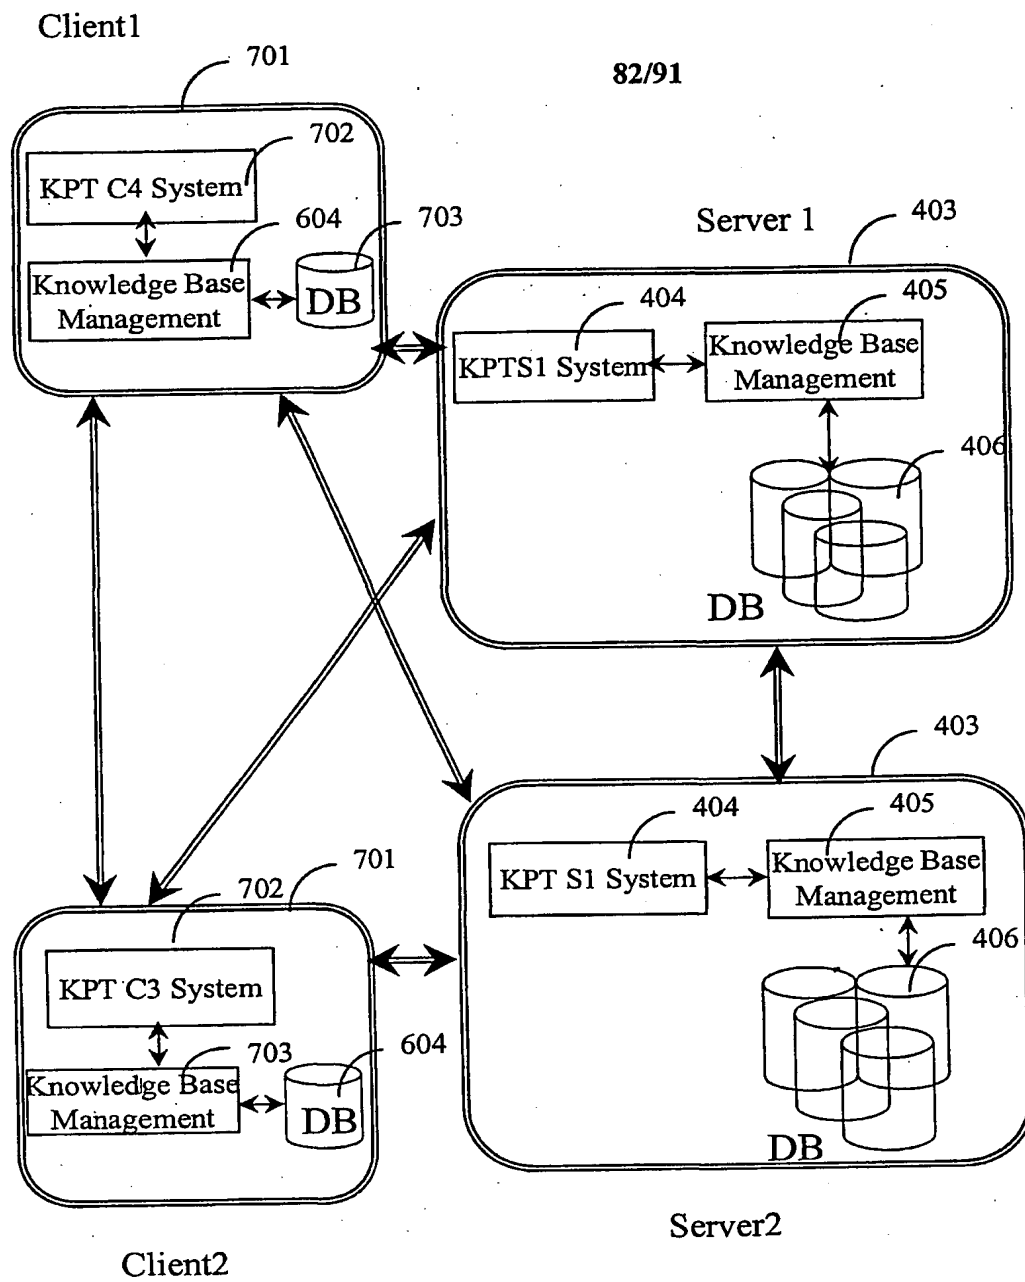 Client1
701
82/91
702
KPT C4 System
604
703
Knowledge Base
Management
DB
Server 1
403
404
405
KPTS1 System
Knowledge Base
Management
406
DB
403
404
405
KPT S1 System
Knowledge Base
Management
406
DB
Server2
701
702
KPT C3 System
703
604
Knowledge Base
Management
DB
Client2